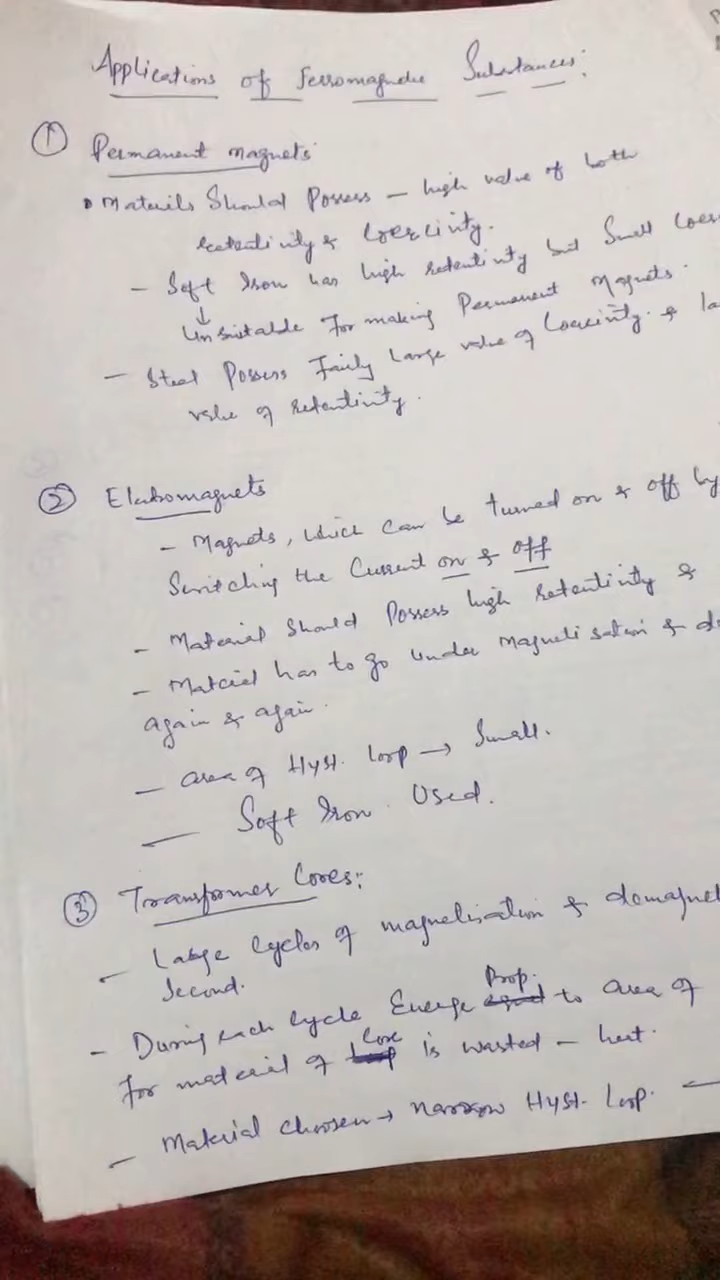 Applications of Ferromagnetic Substances:
① Permanent magnets
• Materials Should Possess – high value of both
retentivity & Coercivity.
– Soft Iron has high retentivity but Small Coer
↓
Unsuitable for making Permanent Magnets.
– Steel Possess Fairly Large value of Coercivity & la
value of retentivity.
② Electromagnets
– Magnets, which can be turned on & off by
Switching the Current on & off
– Material Should Possess high retentivity &
– Material has to go under magnetisation & de
again & again.
– area of Hyst. loop → Small.
– Soft Iron Used.
③ Transformer Cores:
– Large Cycles of magnetisation & demagnet
Second.
– During each Cycle Energe Prop. to area of
for material of Core is wasted – heat.
– Material choosen → narrow Hyst. Loop. –